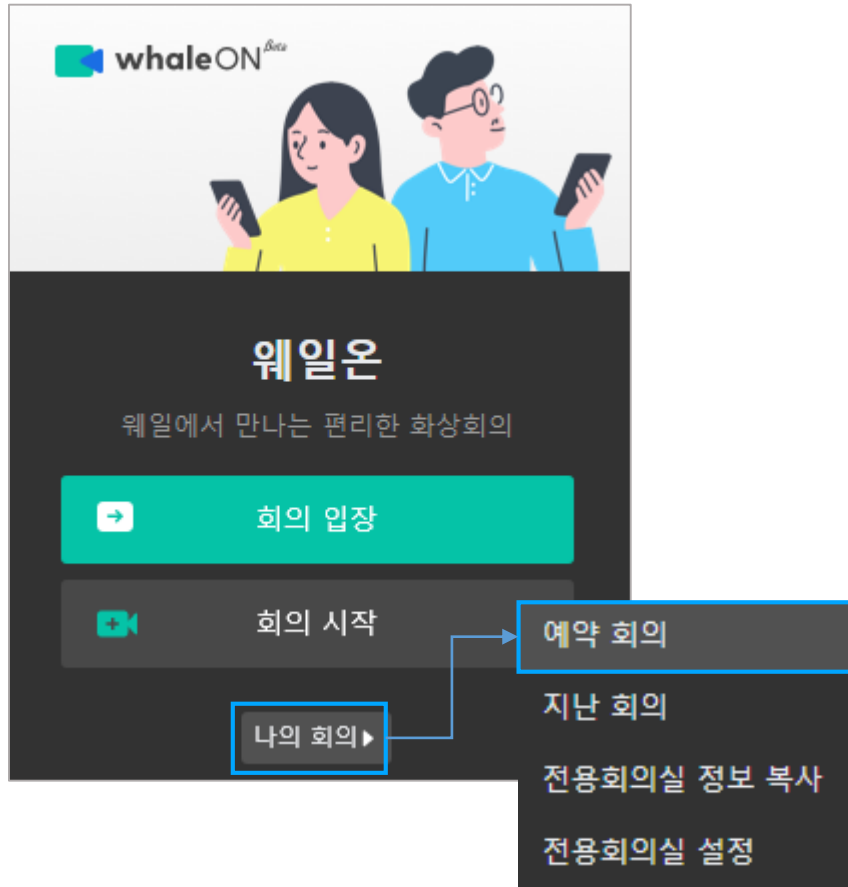 whaleON Beta
웨일온
웨일에서 만나는 편리한 화상회의
회의 입장
회의 시작
나의 회의▶
예약 회의
지난 회의
전용회의실 정보 복사
전용회의실 설정